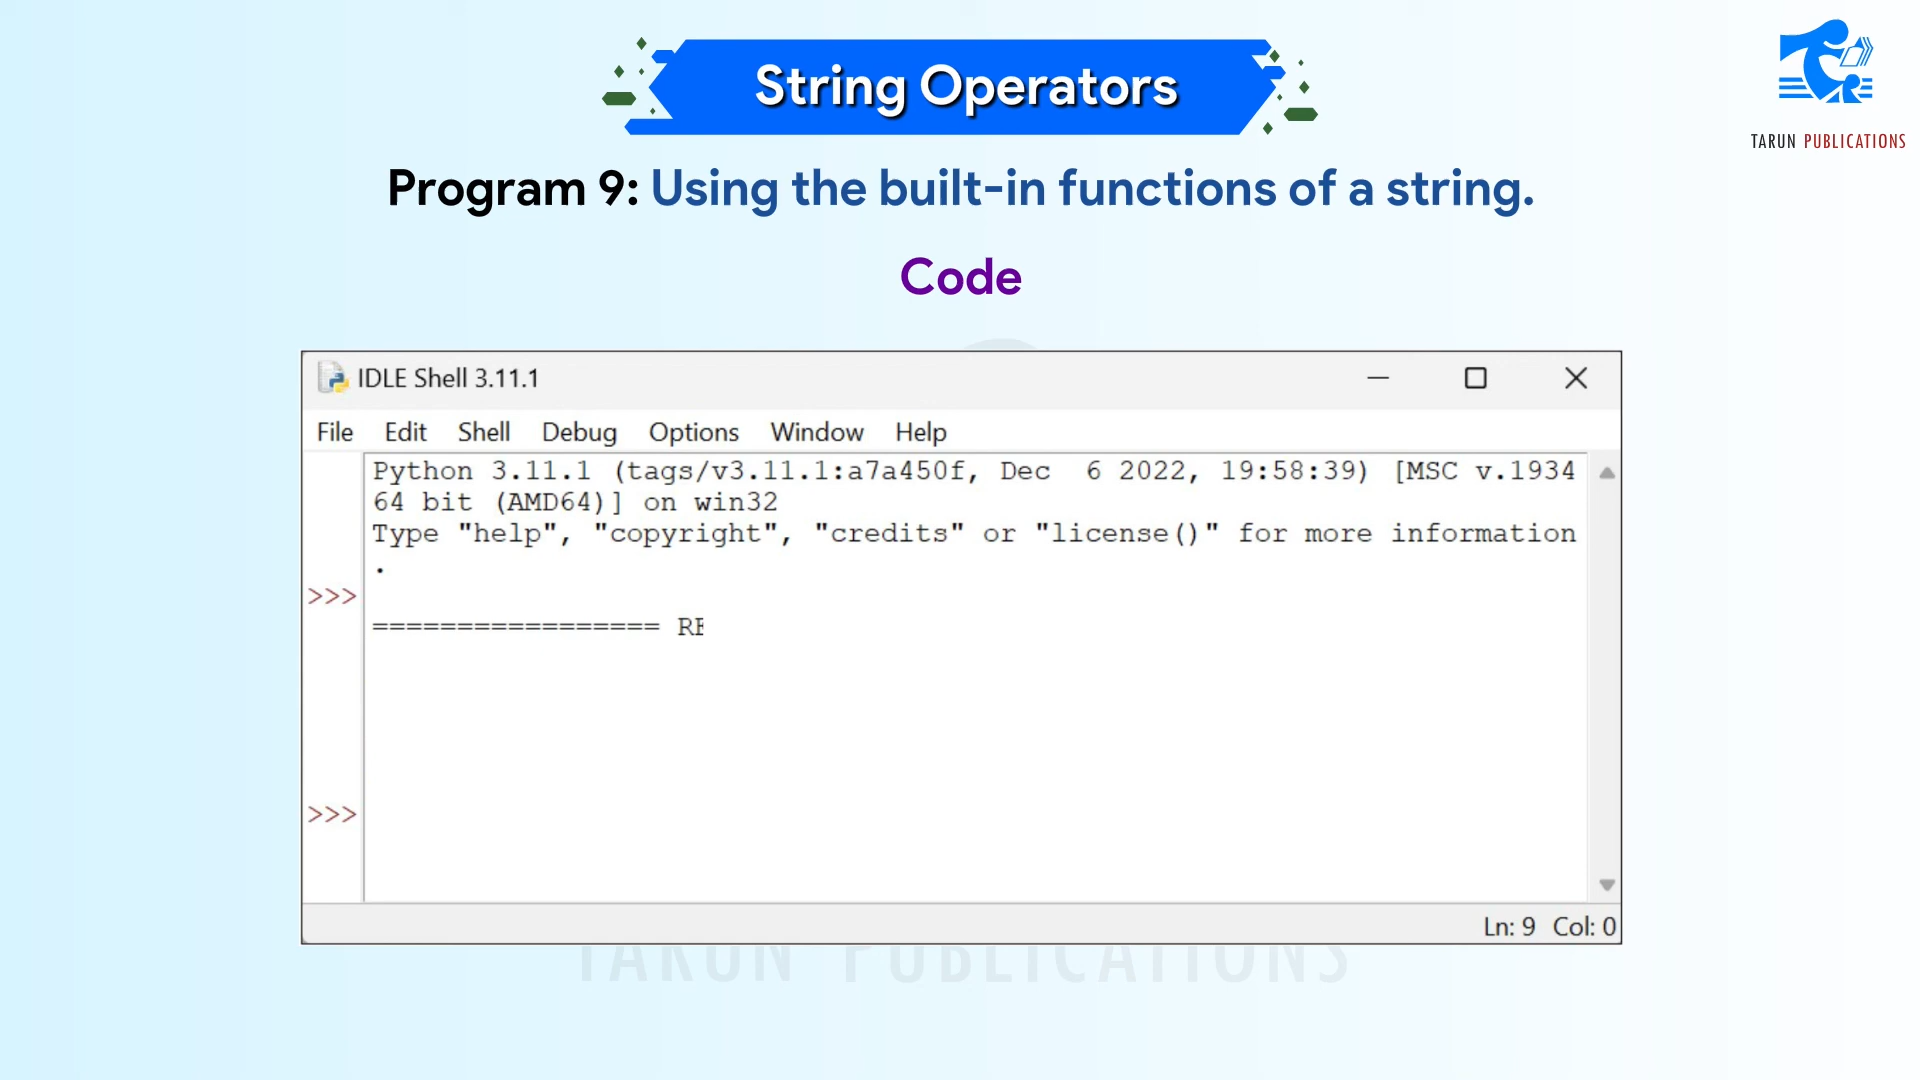 String Operators
TARUN PUBLICATIONS
Program 9: Using the built-in functions of a string.
Code
IDLE Shell 3.11.1
File Edit Shell Debug Options Window Help
Python 3.11.1 (tags/v3.11.1:a7a450f, Dec  6 2022, 19:58:39) [MSC v.1934
64 bit (AMD64)] on win32
Type "help", "copyright", "credits" or "license()" for more information
.
>>>
================= RE
>>>
Ln: 9 Col: 0
TARUN PUBLICATIONS